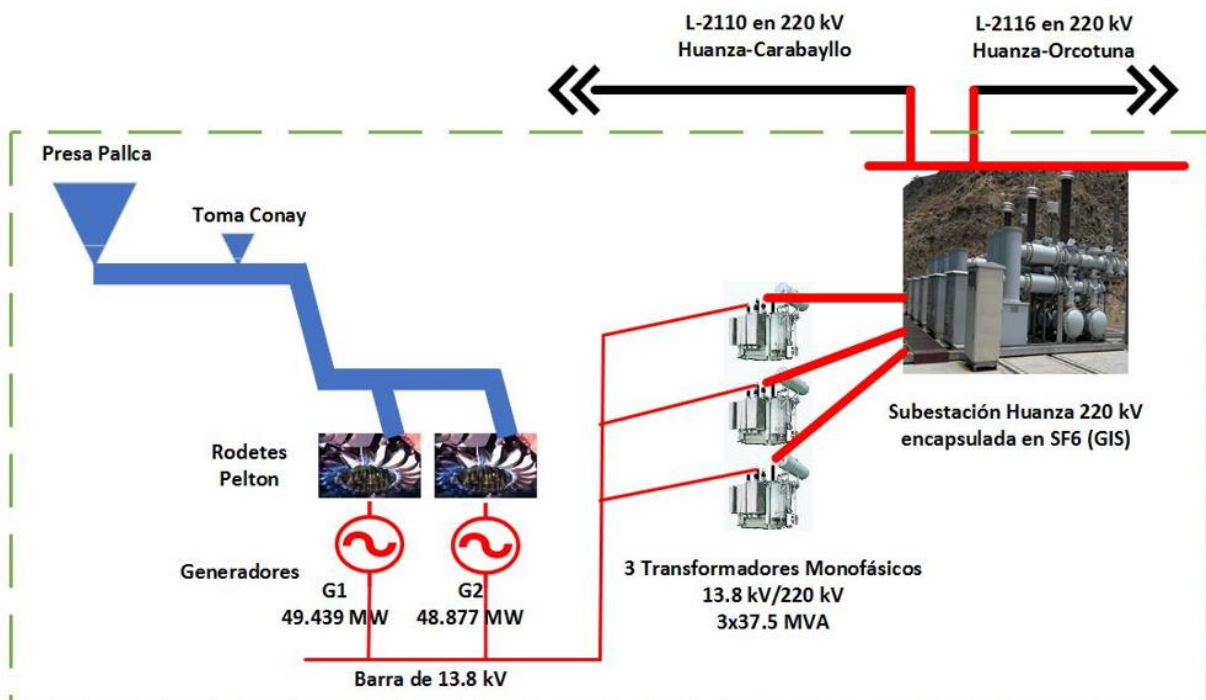 L-2110 en 220 kV
Huanza-Carabayllo
L-2116 en 220 kV
Huanza-Orcotuna
Presa Pallca
Toma Conay
Rodetes
Pelton
Subestación Huanza 220 kV
encapsulada en SF6 (GIS)
Generadores
G1
49.439 MW
G2
48.877 MW
3 Transformadores Monofásicos
13.8 kV/220 kV
3x37.5 MVA
Barra de 13.8 kV